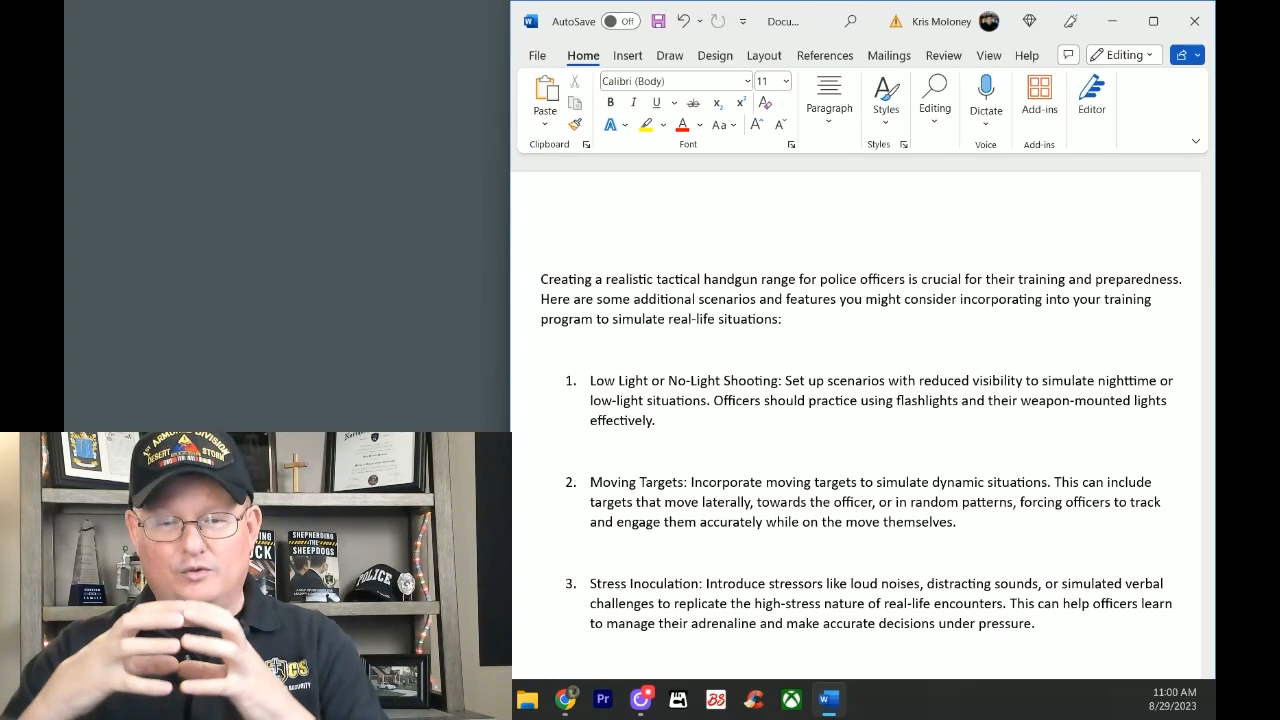 AutoSave Off Docu... Kris Moloney
File Home Insert Draw Design Layout References Mailings Review View Help Editing
Calibri (Body) 11
Paste Paragraph Styles Editing Dictate Add-ins Editor
B I U ab x₂ x² A
A A Aa A A
Clipboard Font Styles Voice Add-ins
Creating a realistic tactical handgun range for police officers is crucial for their training and preparedness.
Here are some additional scenarios and features you might consider incorporating into your training
program to simulate real-life situations:
1. Low Light or No-Light Shooting: Set up scenarios with reduced visibility to simulate nighttime or
low-light situations. Officers should practice using flashlights and their weapon-mounted lights
effectively.
2. Moving Targets: Incorporate moving targets to simulate dynamic situations. This can include
targets that move laterally, towards the officer, or in random patterns, forcing officers to track
and engage them accurately while on the move themselves.
3. Stress Inoculation: Introduce stressors like loud noises, distracting sounds, or simulated verbal
challenges to replicate the high-stress nature of real-life encounters. This can help officers learn
to manage their adrenaline and make accurate decisions under pressure.
DESERT STORM
SHEPHERDING
THE
SHEEPDOGS
POLICE
CS
Pr
BS
11:00 AM
8/29/2023